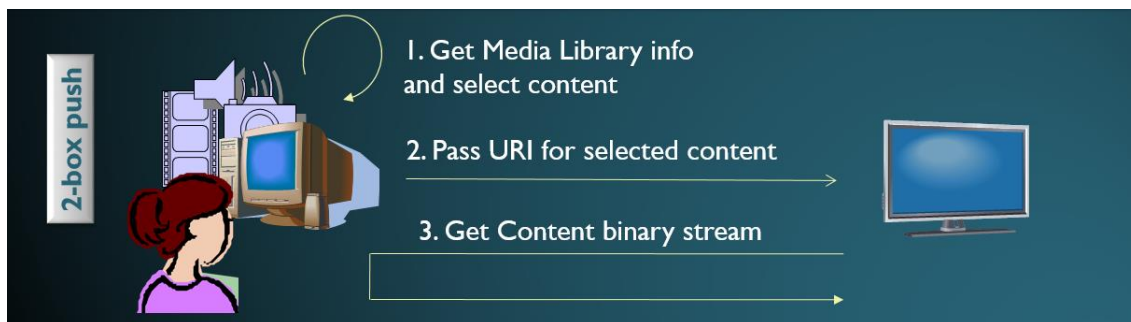 2-box push
1. Get Media Library info
and select content
2. Pass URI for selected content
3. Get Content binary stream